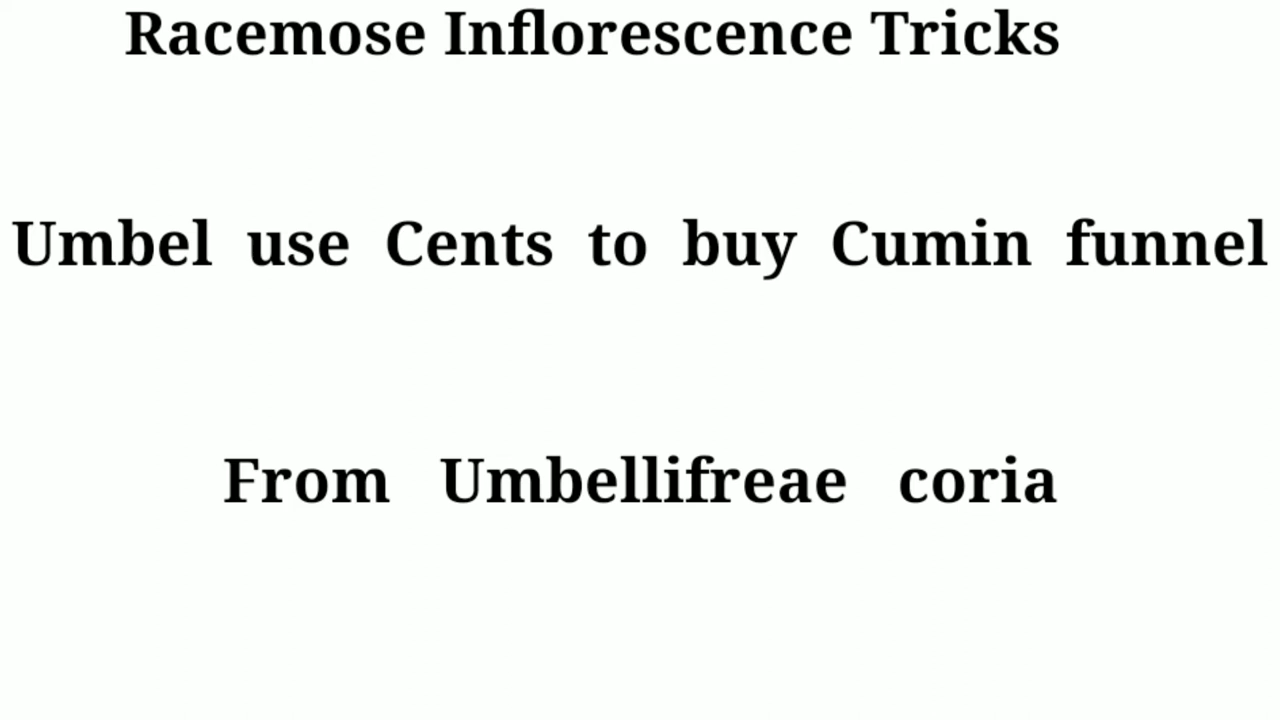 Racemose Inflorescence Tricks
Umbel use Cents to buy Cumin funnel
From Umbellifreae coria